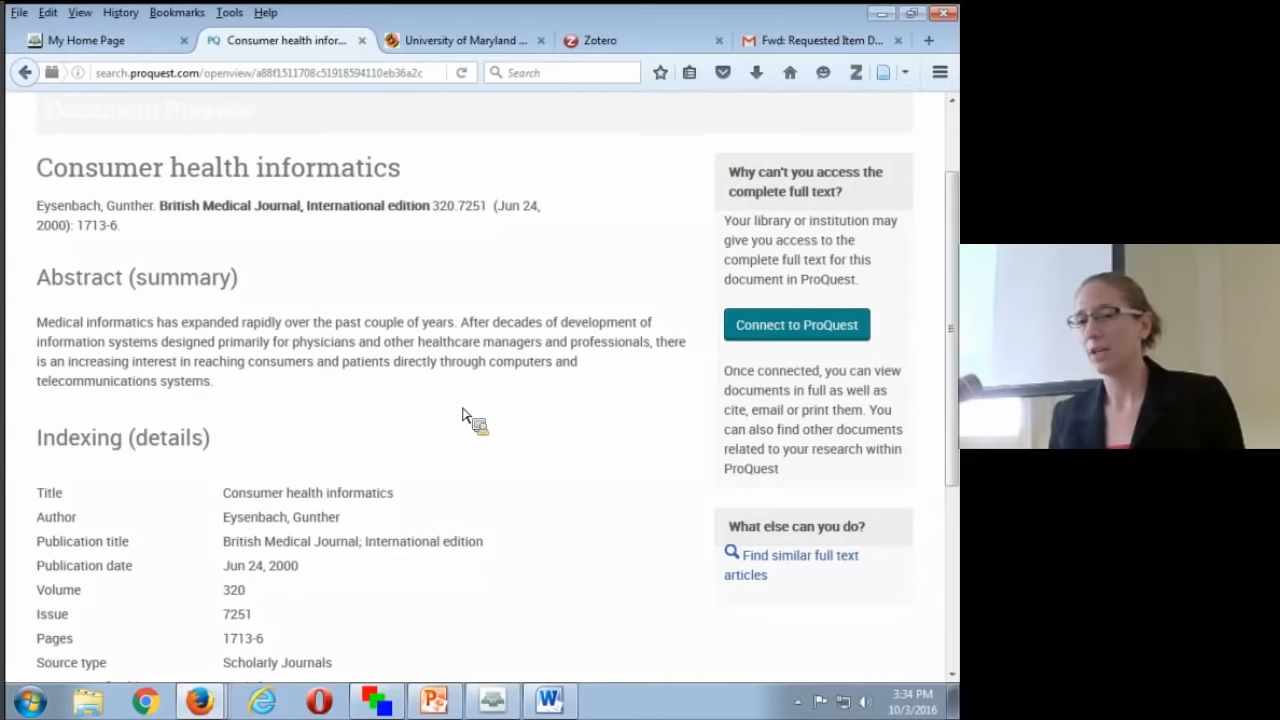 File Edit View History Bookmarks Tools Help
My Home Page
PQ Consumer health infor...
University of Maryland ...
Zotero
Fwd: Requested Item D...
search.proquest.com/openview/a88f1511708c51918594110eb36a2c
Search
Document Preview
Consumer health informatics
Eysenbach, Gunther. British Medical Journal, International edition 320.7251 (Jun 24,
2000): 1713-6.
Abstract (summary)
Medical informatics has expanded rapidly over the past couple of years. After decades of development of
information systems designed primarily for physicians and other healthcare managers and professionals, there
is an increasing interest in reaching consumers and patients directly through computers and
telecommunications systems.
Indexing (details)
Title Consumer health informatics
Author Eysenbach, Gunther
Publication title British Medical Journal; International edition
Publication date Jun 24, 2000
Volume 320
Issue 7251
Pages 1713-6
Source type Scholarly Journals
Why can't you access the
complete full text?
Your library or institution may
give you access to the
complete full text for this
document in ProQuest.
Connect to ProQuest
Once connected, you can view
documents in full as well as
cite, email or print them. You
can also find other documents
related to your research within
ProQuest
What else can you do?
Find similar full text
articles
3:34 PM
10/3/2016